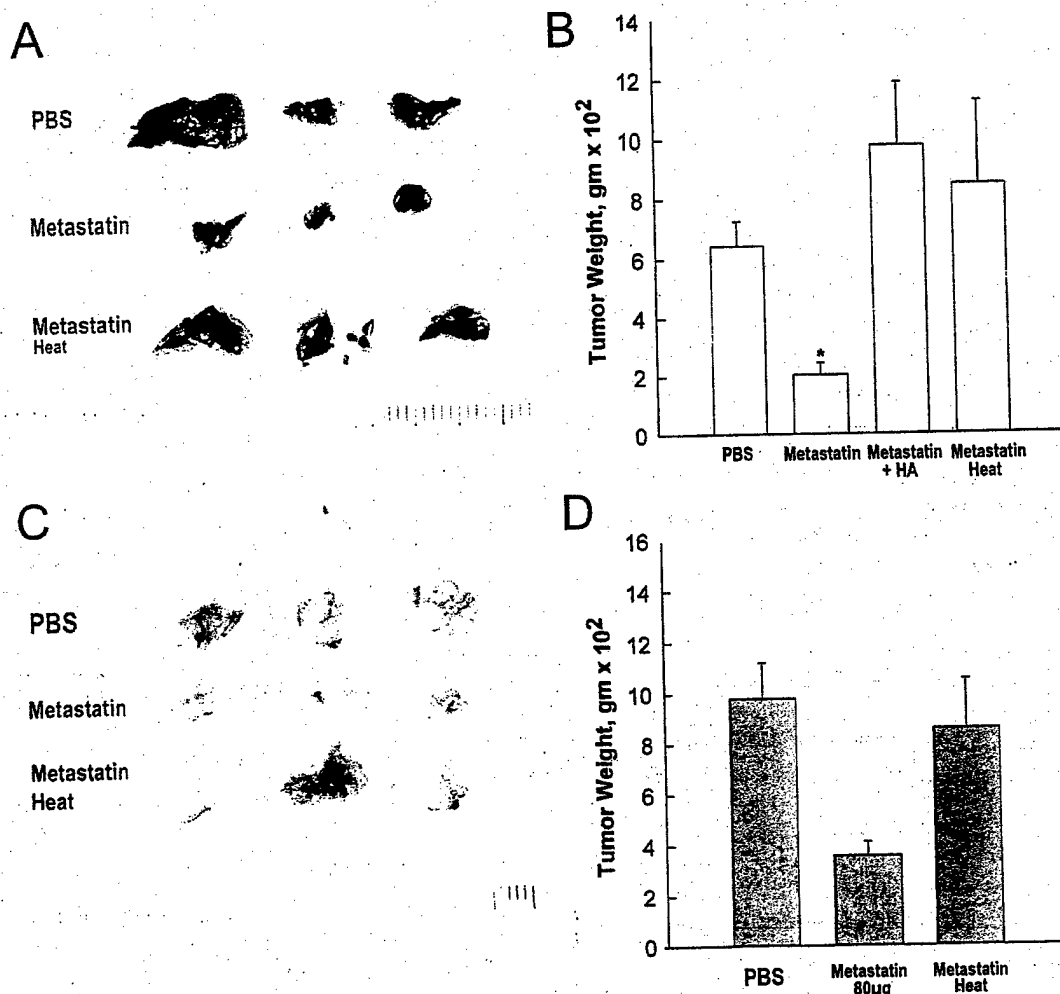 A
PBS
Metastatin
Metastatin
Heat
B
Tumor Weight, gm x 10²
14
12
10
8
6
4
2
0
*
PBS
Metastatin
Metastatin
+ HA
Metastatin
Heat
C
PBS
Metastatin
Metastatin
Heat
D
Tumor Weight, gm x 10²
16
14
12
10
8
6
4
2
0
PBS
Metastatin
80µg
Metastatin
Heat